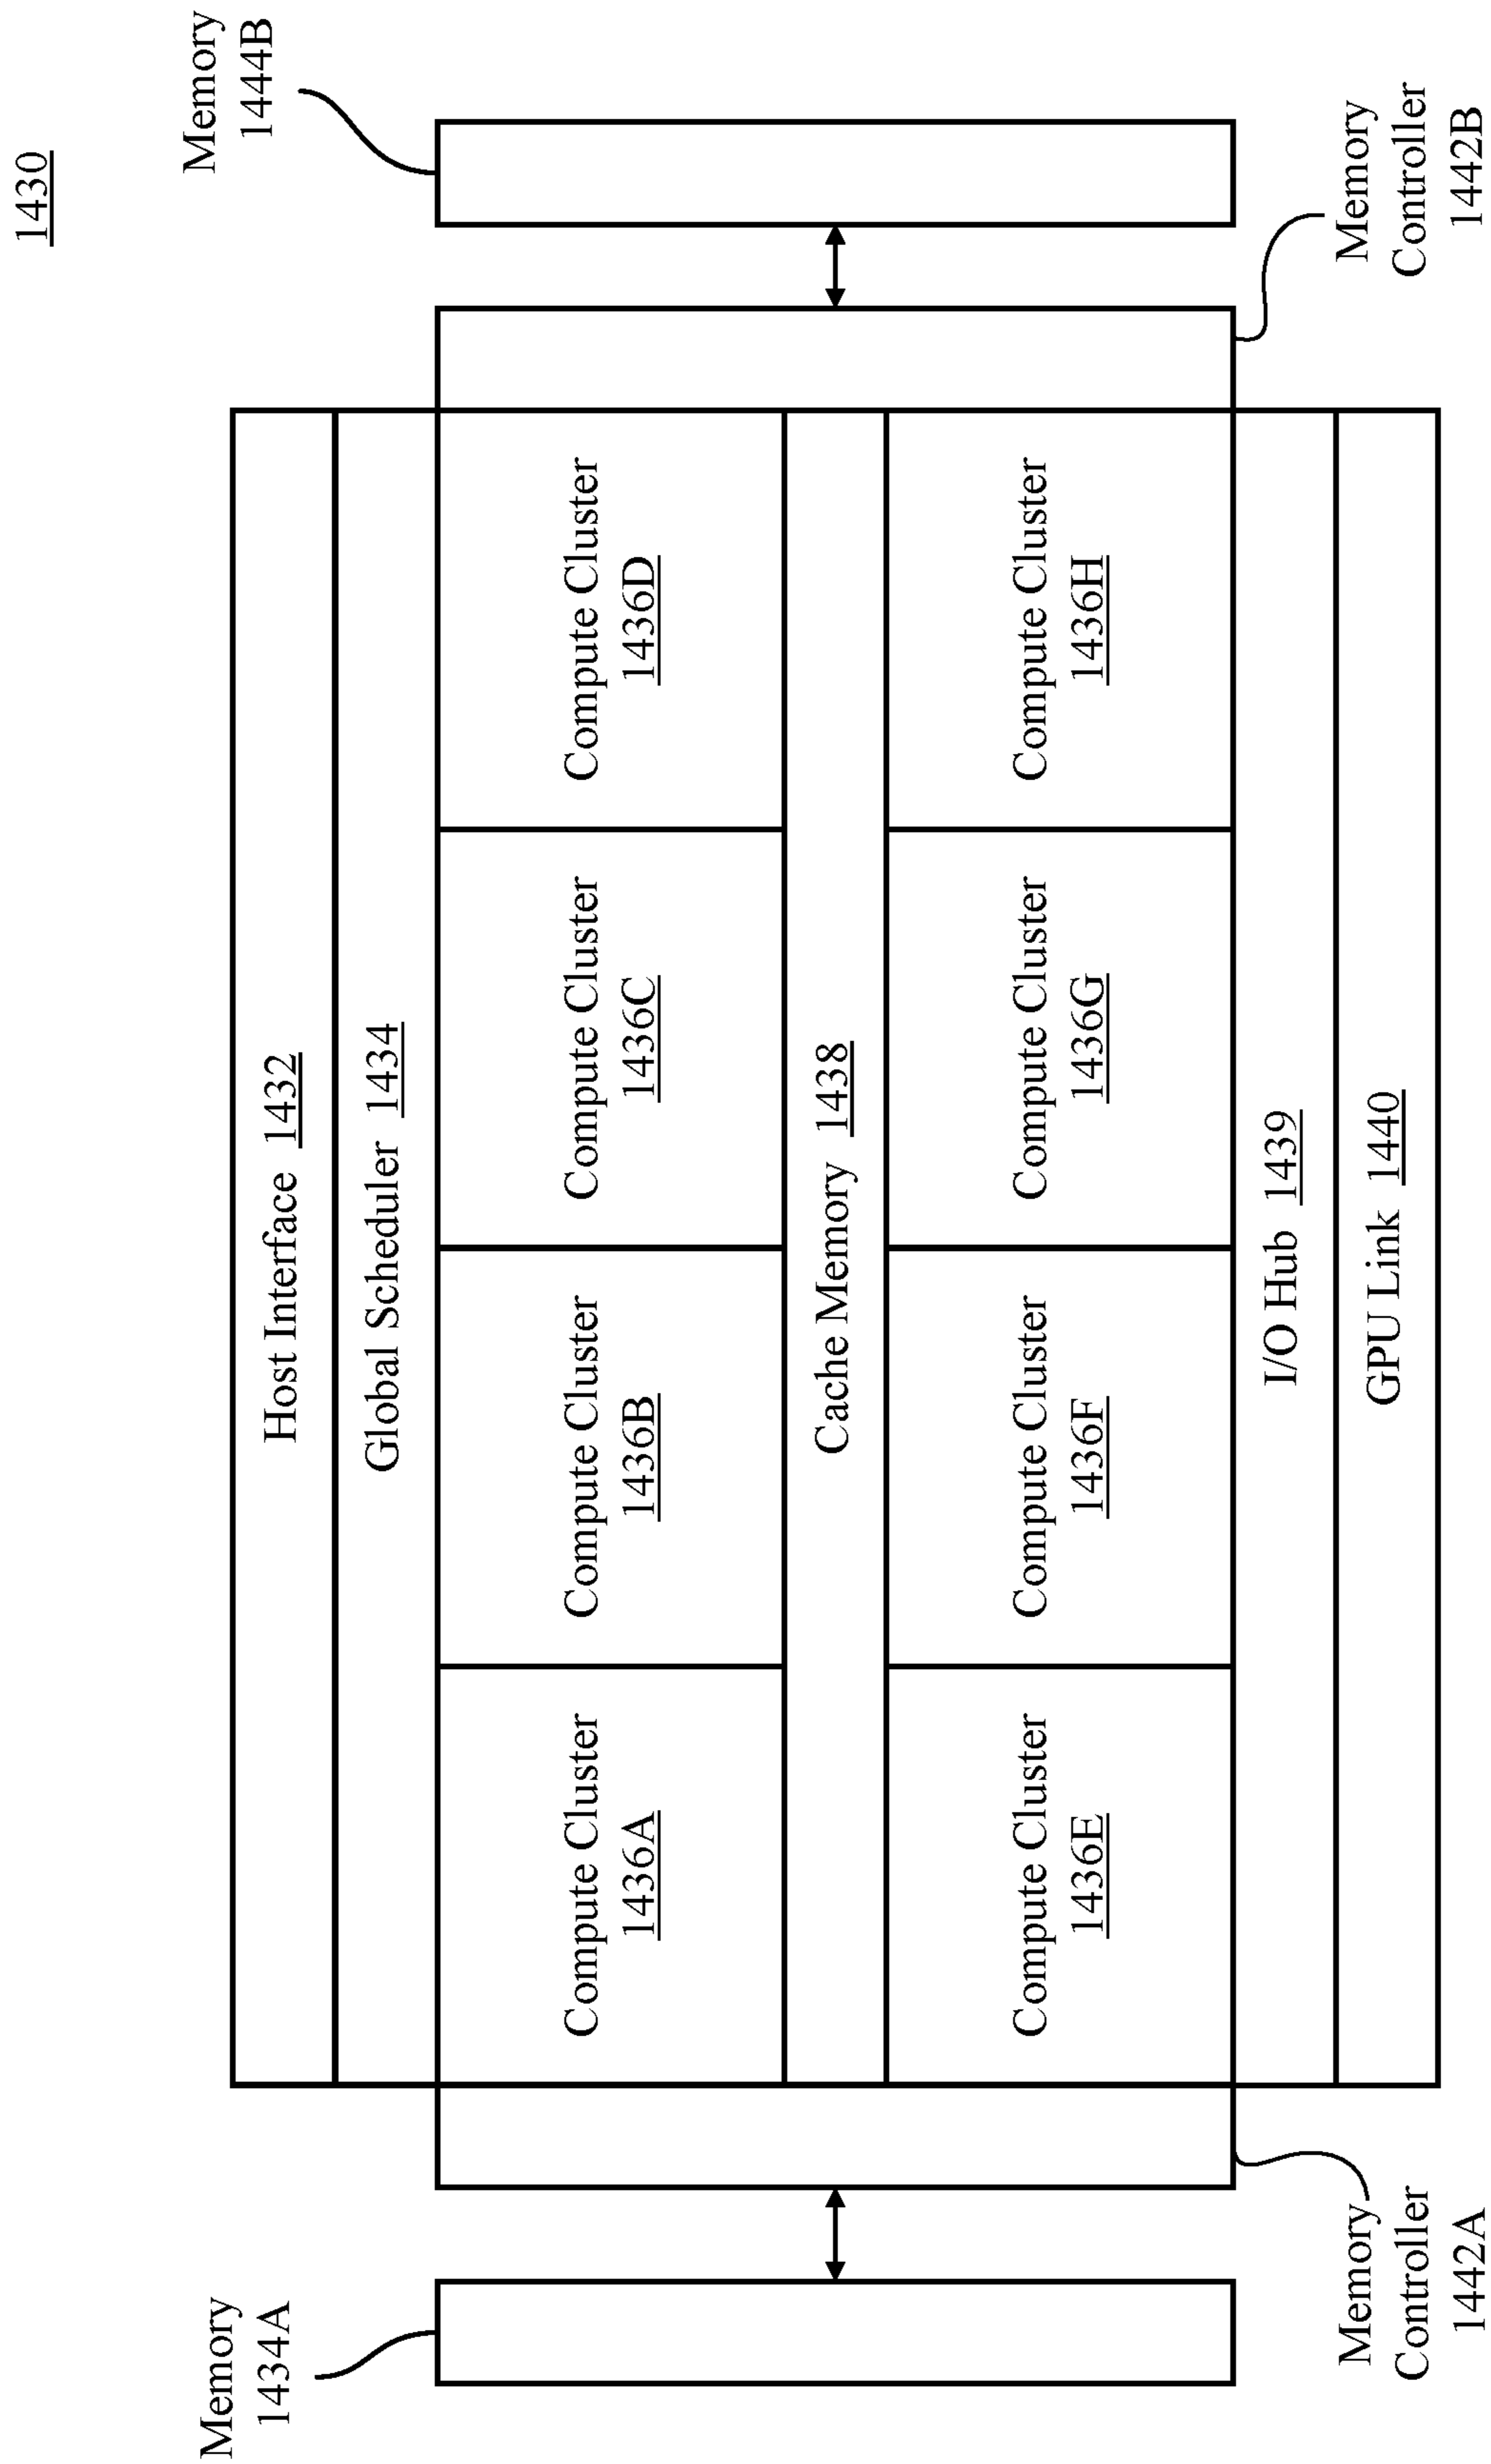 1430
Memory
1444B
Host Interface 1432
Global Scheduler 1434
Compute Cluster
1436A
Compute Cluster
1436B
Compute Cluster
1436C
Compute Cluster
1436D
Cache Memory 1438
Compute Cluster
1436E
Compute Cluster
1436F
Compute Cluster
1436G
Compute Cluster
1436H
I/O Hub 1439
GPU Link 1440
Memory
1434A
Memory
Controller
1442A
Memory
Controller
1442B